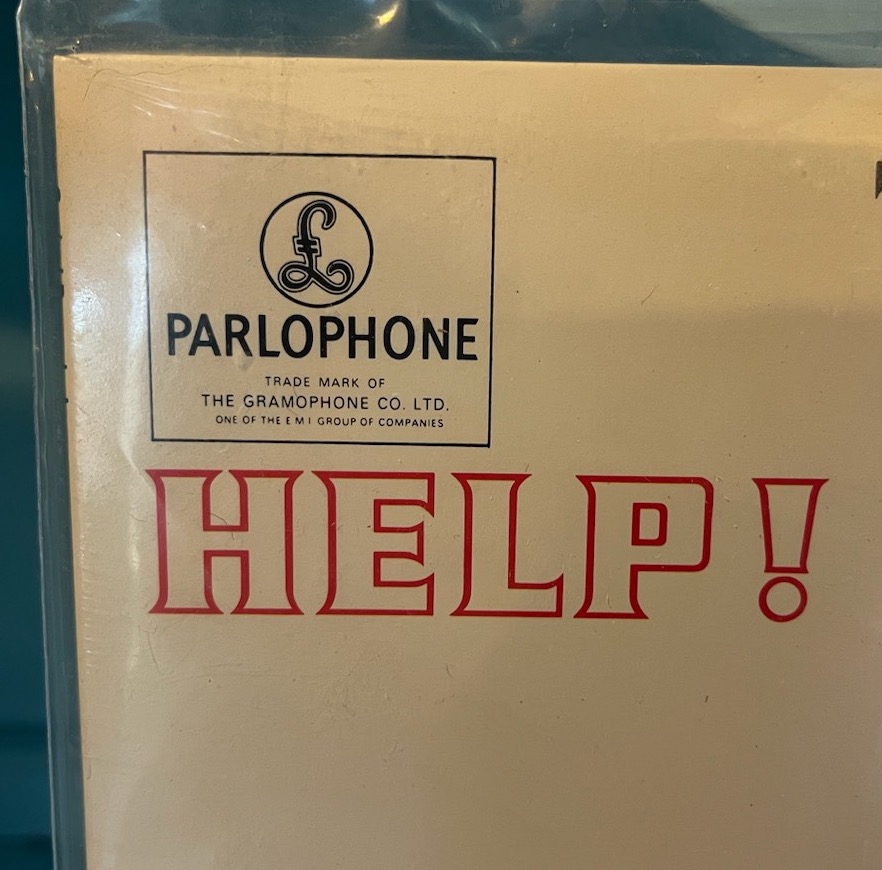 £
PARLOPHONE
TRADE MARK OF
THE GRAMOPHONE CO. LTD.
ONE OF THE E M I GROUP OF COMPANIES
HELP!